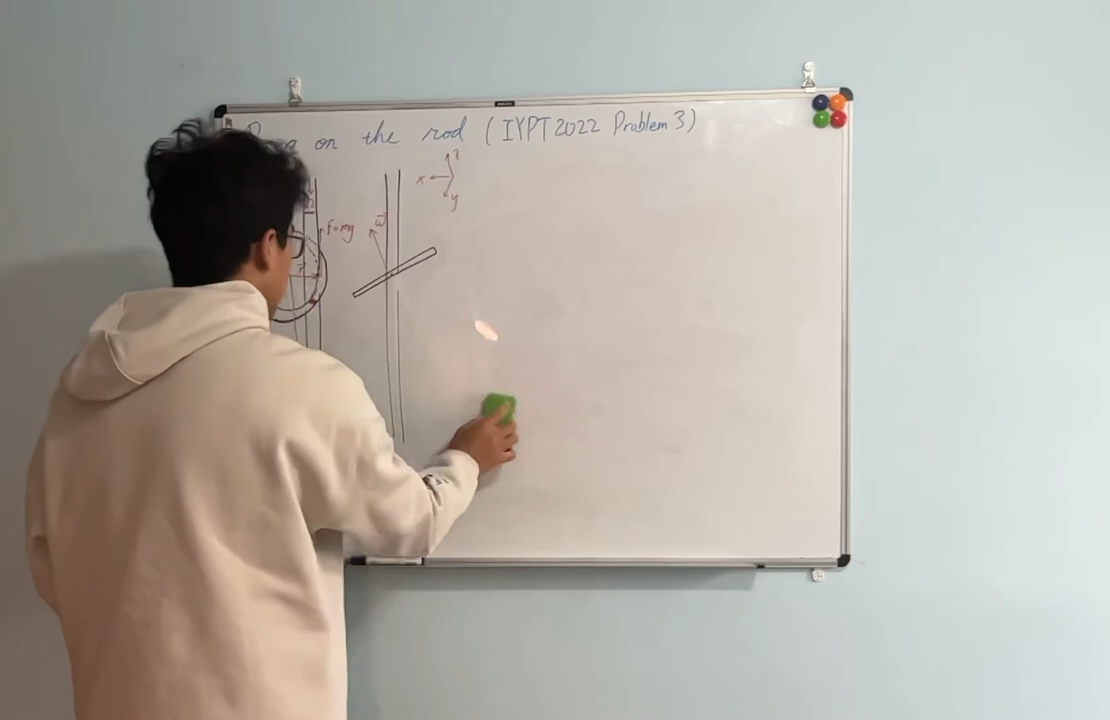 on the rod (IYPT 2022 Problem 3)
z
x
y
F=mg
ω
r